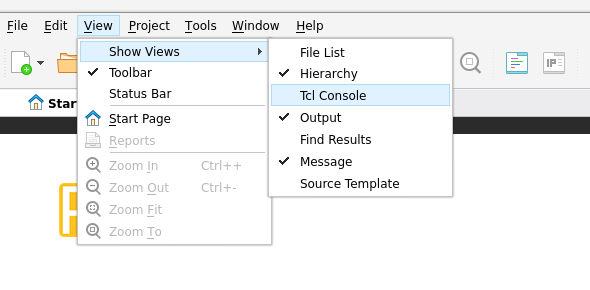 File Edit View Project Tools Window Help
Show Views
Toolbar
Status Bar
Start Page
Reports
Zoom In Ctrl++
Zoom Out Ctrl+-
Zoom Fit
Zoom To
File List
Hierarchy
Tcl Console
Output
Find Results
Message
Source Template
IP
Star